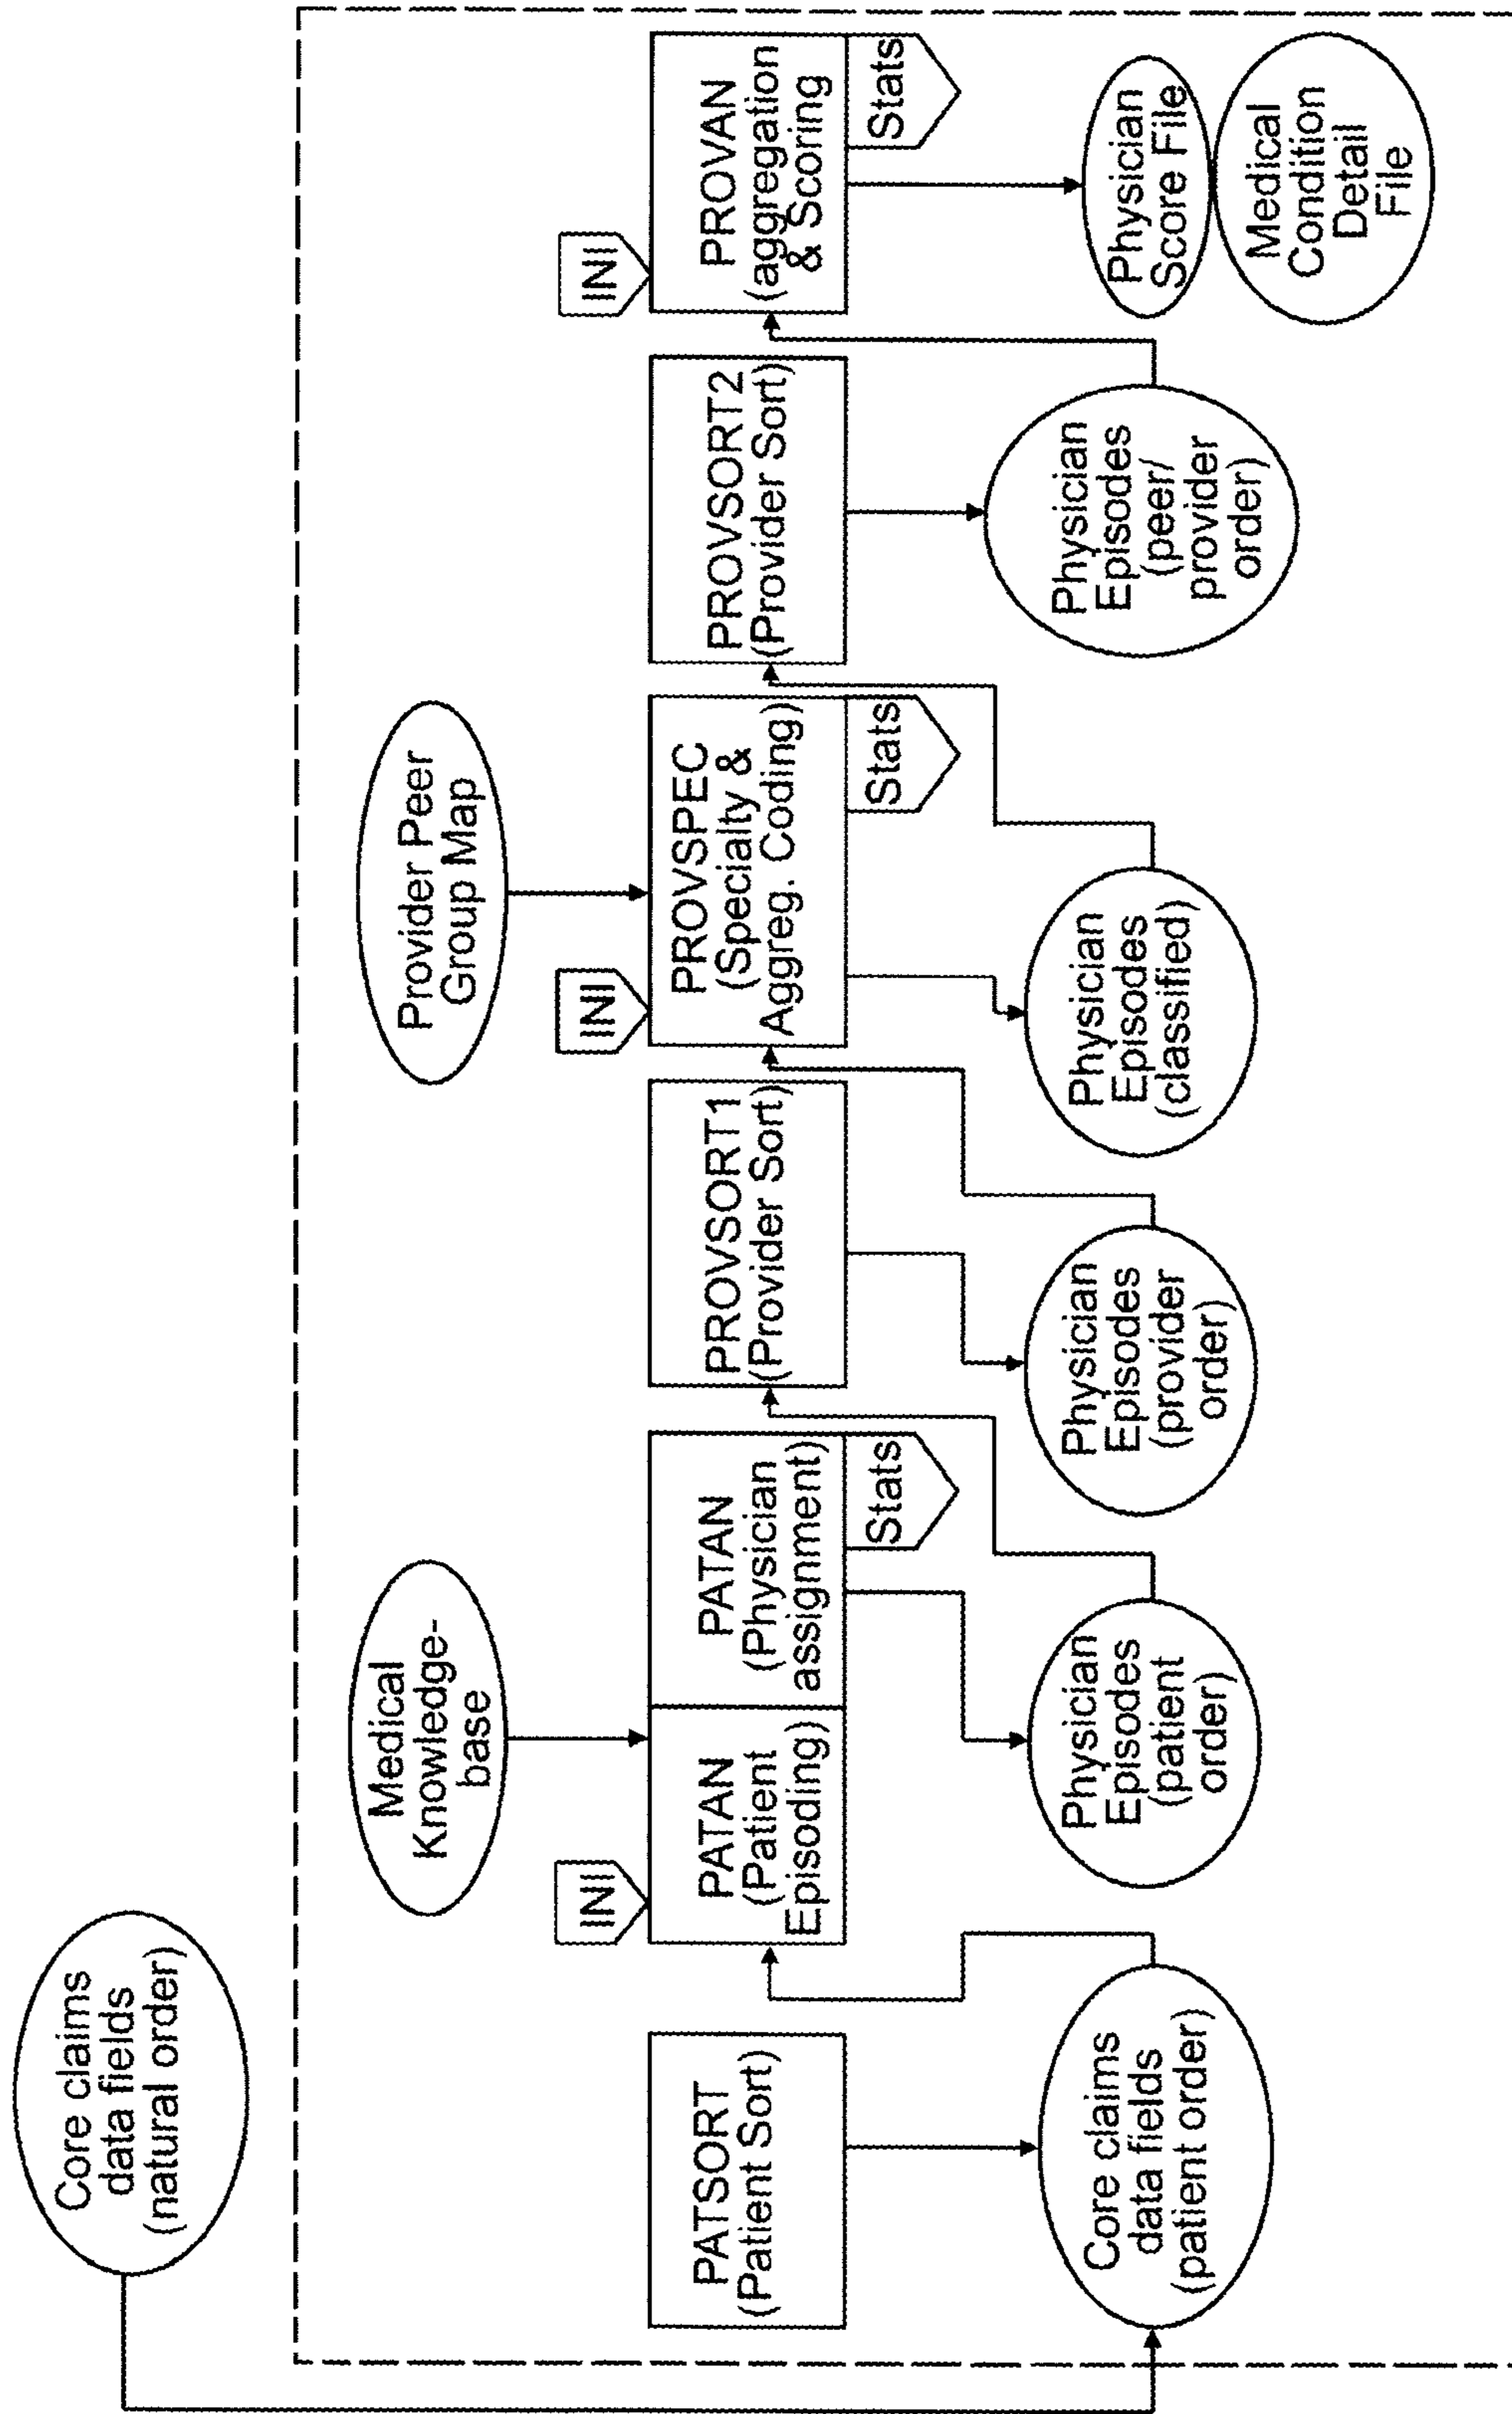 Core claims
data fields
(natural order)
Medical
Knowledge-
base
Provider Peer
Group Map
INI
INI
INI
PATSORT
(Patient Sort)
PATAN
(Patient
Episoding)
PATAN
(Physician
assignment)
Stats
PROVSORT1
(Provider Sort)
PROVSPEC
(Specialty &
Aggreg. Coding)
Stats
PROVSORT2
(Provider Sort)
PROVAN
(aggregation
& Scoring
Stats
Core claims
data fields
(patient order)
Physician
Episodes
(patient
order)
Physician
Episodes
(provider
order)
Physician
Episodes
(classified)
Physician
Episodes
(peer/
provider
order)
Physician
Score File
Medical
Condition
Detail
File